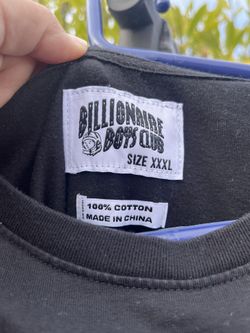 BILLIONAIRE
BOYS CLUB
SIZE XXXL
100% COTTON
MADE IN CHINA